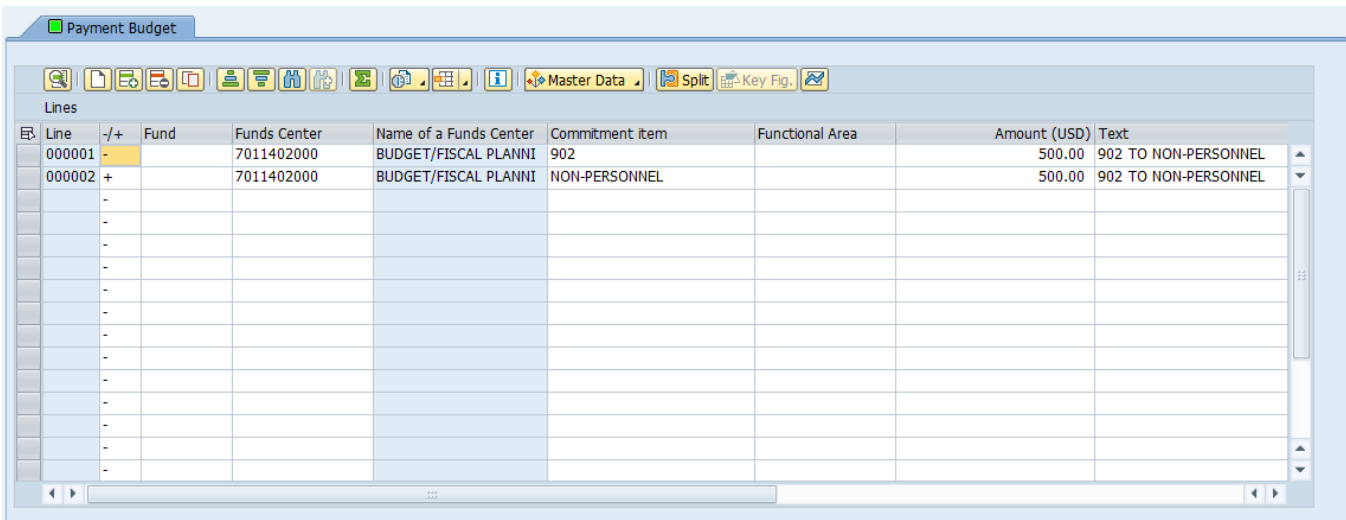 Payment Budget
Master Data Split Key Fig.
Lines
Line -/+ Fund Funds Center Name of a Funds Center Commitment item Functional Area Amount (USD) Text
000001 - 7011402000 BUDGET/FISCAL PLANNI 902 500.00 902 TO NON-PERSONNEL
000002 + 7011402000 BUDGET/FISCAL PLANNI NON-PERSONNEL 500.00 902 TO NON-PERSONNEL
-
-
-
-
-
-
-
-
-
-
-
-
-